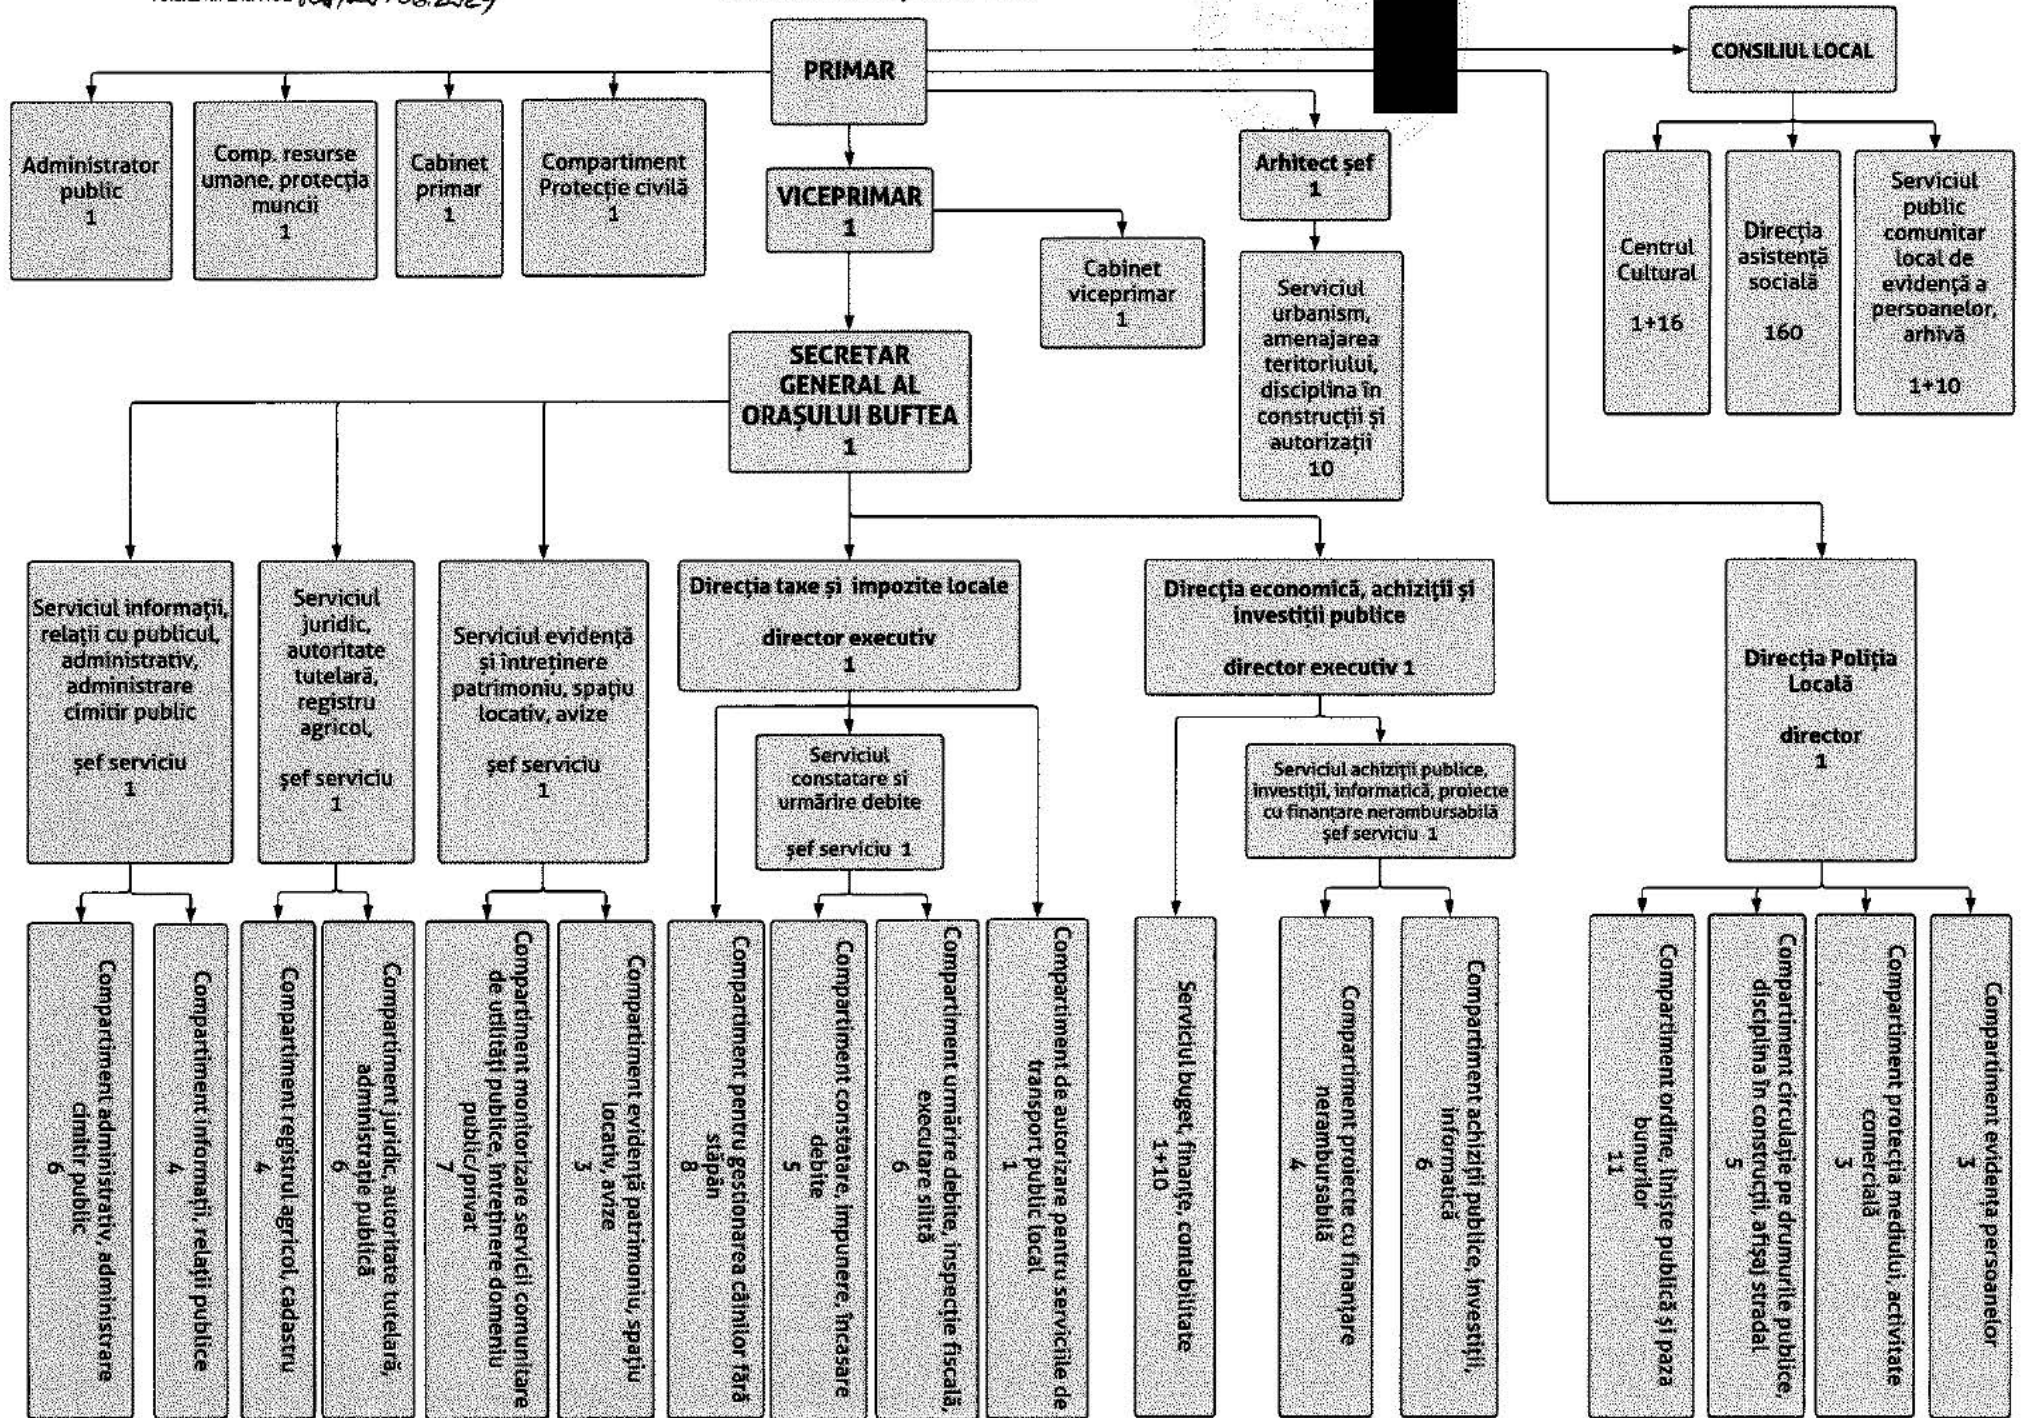 PRIMAR
CONSILIUL LOCAL
Administrator
public
1
Comp. resurse
umane, protecția
muncii
1
Cabinet
primar
1
Compartiment
Protecție civilă
1
VICEPRIMAR
1
Cabinet
viceprimar
1
Arhitect șef
1
Serviciul
urbanism,
amenajarea
teritoriului,
disciplina în
construcții și
autorizații
10
Centrul
Cultural
1+16
Direcția
asistență
socială
160
Serviciul
public
comunitar
local de
evidență a
persoanelor,
arhivă
1+10
SECRETAR
GENERAL AL
ORAȘULUI BUFTEA
1
Serviciul informații,
relații cu publicul,
administrativ,
administrare
cimitir public
șef serviciu
1
Serviciul
juridic,
autoritate
tutelară,
registru
agricol,
șef serviciu
1
Serviciul evidență
și întreținere
patrimoniu, spațiu
locativ, avize
șef serviciu
1
Direcția taxe și impozite locale
director executiv
1
Serviciul
constatare si
urmărire debite
șef serviciu 1
Direcția economică, achiziții și
investiții publice
director executiv 1
Serviciul achiziții publice,
investiții, informatică, proiecte
cu finanțare nerambursabilă
șef serviciu 1
Direcția Poliția
Locală
director
1
Compartiment administrativ, administrare
cimitir public
6
Compartiment informații, relații publice
4
Compartiment registrul agricol, cadastru
4
Compartiment juridic, autoritate tutelară,
administrație publică
6
Compartiment monitorizare servicii comunitare
de utilități publice, întreținere domeniu
public/privat
7
Compartiment evidență patrimoniu, spațiu
locativ, avize
3
Compartiment pentru gestionarea câinilor fără
stăpân
8
Compartiment constatare, impunere, încasare
debite
5
Compartiment urmărire debite, inspecție fiscală,
executare silită
6
Compartiment de autorizare pentru serviciile de
transport public local
1
Serviciul buget, finanțe, contabilitate
1+10
Compartiment proiecte cu finanțare
nerambursabilă
4
Compartiment achiziții publice, investiții,
informatică
6
Compartiment ordine, liniște publică și paza
bunurilor
11
Compartiment circulație pe drumurile publice,
disciplina în construcții, afișaj stradal
5
Compartiment protecția mediului, activitate
comercială
3
Compartiment evidența persoanelor
3